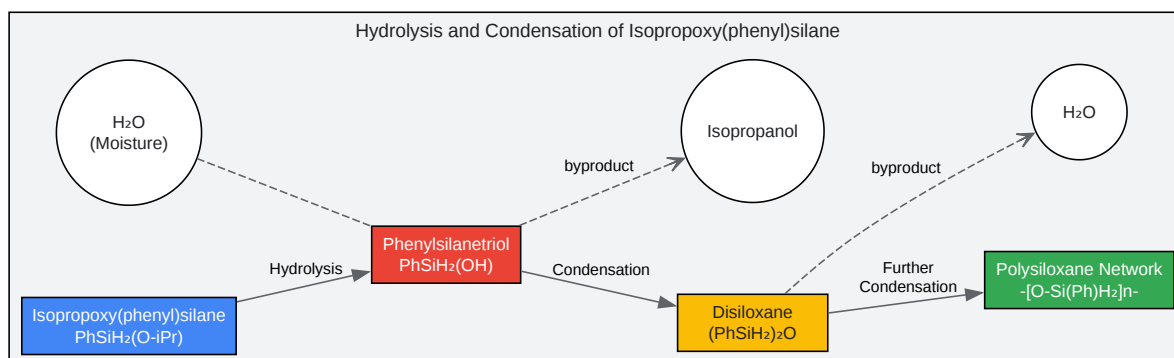 Hydrolysis and Condensation of Isopropoxy(phenyl)silane
H₂O
(Moisture)
Isopropanol
H₂O
byproduct
byproduct
Phenylsilanetriol
PhSiH₂(OH)
Hydrolysis
Condensation
Further
Condensation
Polysiloxane Network
-[O-Si(Ph)H₂]n-
Isopropoxy(phenyl)silane
PhSiH₂(O-iPr)
Disiloxane
(PhSiH₂)₂O